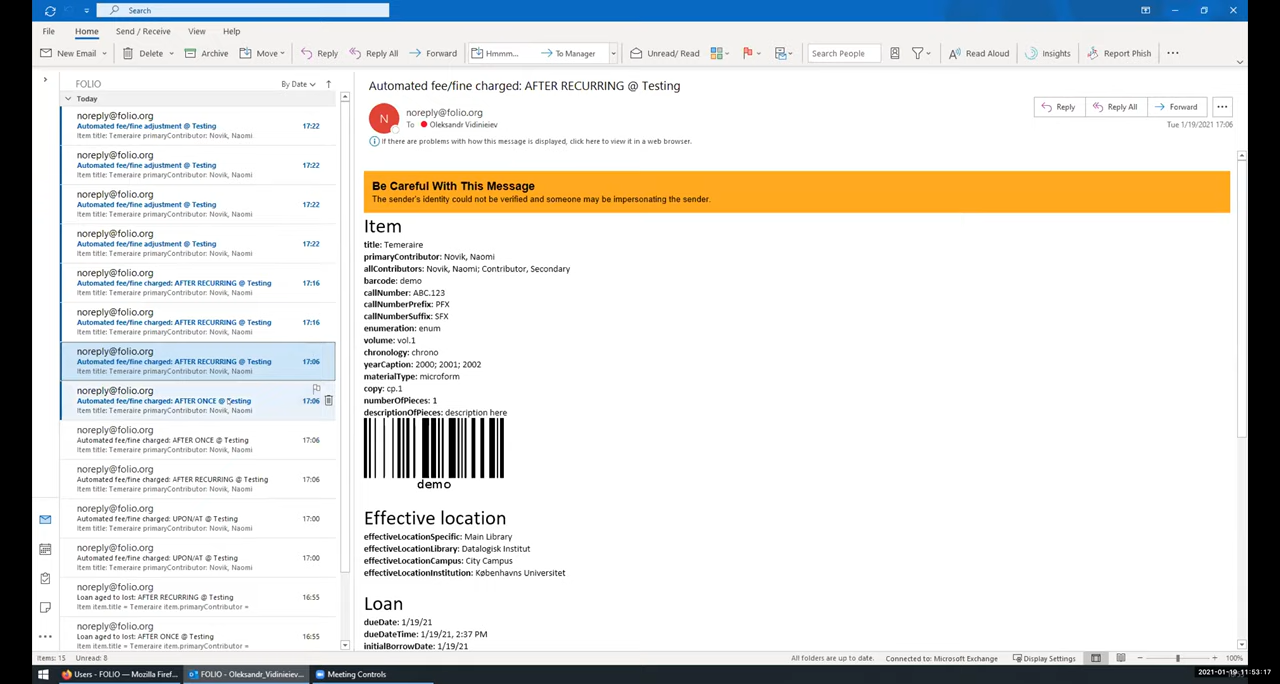 Search
File Home Send / Receive View Help
New Email Delete Archive Move Reply Reply All Forward Hmmm... To Manager Unread/ Read Search People Read Aloud Insights Report Phish
FOLIO By Date
Today
noreply@folio.org
Automated fee/fine adjustment @ Testing 17:22
Item title: Temeraire primaryContributor: Novik, Naomi
noreply@folio.org
Automated fee/fine adjustment @ Testing 17:22
Item title: Temeraire primaryContributor: Novik, Naomi
noreply@folio.org
Automated fee/fine adjustment @ Testing 17:22
Item title: Temeraire primaryContributor: Novik, Naomi
noreply@folio.org
Automated fee/fine adjustment @ Testing 17:22
Item title: Temeraire primaryContributor: Novik, Naomi
noreply@folio.org
Automated fee/fine charged: AFTER RECURRING @ Testing 17:16
Item title: Temeraire primaryContributor: Novik, Naomi
noreply@folio.org
Automated fee/fine charged: AFTER RECURRING @ Testing 17:16
Item title: Temeraire primaryContributor: Novik, Naomi
noreply@folio.org
Automated fee/fine charged: AFTER RECURRING @ Testing 17:06
Item title: Temeraire primaryContributor: Novik, Naomi
noreply@folio.org
Automated fee/fine charged: AFTER ONCE @ Testing 17:06
Item title: Temeraire primaryContributor: Novik, Naomi
noreply@folio.org
Automated fee/fine charged: AFTER ONCE @ Testing 17:06
Item title: Temeraire primaryContributor: Novik, Naomi
noreply@folio.org
Automated fee/fine charged: AFTER RECURRING @ Testing 17:06
Item title: Temeraire primaryContributor: Novik, Naomi
noreply@folio.org
Automated fee/fine charged: UPON/AT @ Testing 17:00
Item title: Temeraire primaryContributor: Novik, Naomi
noreply@folio.org
Automated fee/fine charged: UPON/AT @ Testing 17:00
Item title: Temeraire primaryContributor: Novik, Naomi
noreply@folio.org
Loan aged to lost: AFTER RECURRING @ Testing 16:55
Item item.title = Temeraire item.primaryContributor =
noreply@folio.org
Loan aged to lost: AFTER ONCE @ Testing 16:55
Item item.title = Temeraire item.primaryContributor =
Automated fee/fine charged: AFTER RECURRING @ Testing
N
noreply@folio.org
To Oleksandr Vidinieiev
Reply Reply All Forward
Tue 1/19/2021 17:06
If there are problems with how this message is displayed, click here to view it in a web browser.
Be Careful With This Message
The sender's identity could not be verified and someone may be impersonating the sender.
Item
title: Temeraire
primaryContributor: Novik, Naomi
allContributors: Novik, Naomi; Contributor, Secondary
barcode: demo
callNumber: ABC.123
callNumberPrefix: PFX
callNumberSuffix: SFX
enumeration: enum
volume: vol.1
chronology: chrono
yearCaption: 2000; 2001; 2002
materialType: microform
copy: cp.1
numberOfPieces: 1
descriptionOfPieces: description here
demo
Effective location
effectiveLocationSpecific: Main Library
effectiveLocationLibrary: Datalogisk Institut
effectiveLocationCampus: City Campus
effectiveLocationInstitution: Københavns Universitet
Loan
dueDate: 1/19/21
dueDateTime: 1/19/21, 2:37 PM
initialBorrowDate: 1/19/21
Items: 15 Unread: 8 All folders are up to date. Connected to: Microsoft Exchange Display Settings 100%
Users - FOLIO — Mozilla Firef... FOLIO - Oleksandr_Vidinieiev... Meeting Controls
2021-01-19 11:53:17